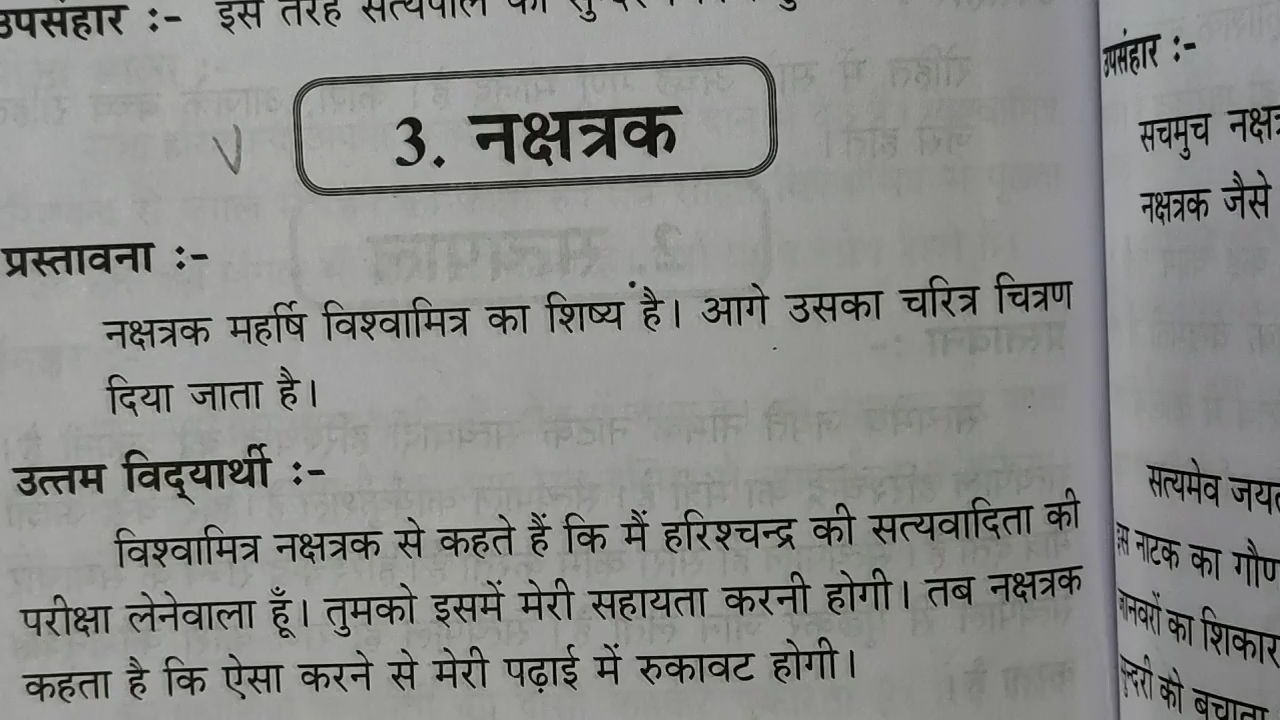 उपसंहार :- इस तरह सत्यपाल का
3. नक्षत्रक
प्रस्तावना :-
नक्षत्रक महर्षि विश्वामित्र का शिष्य है। आगे उसका चरित्र चित्रण
दिया जाता है।
उत्तम विद्यार्थी :-
विश्वामित्र नक्षत्रक से कहते हैं कि मैं हरिश्चन्द्र की सत्यवादिता की
परीक्षा लेनेवाला हूँ। तुमको इसमें मेरी सहायता करनी होगी। तब नक्षत्रक
कहता है कि ऐसा करने से मेरी पढ़ाई में रुकावट होगी।
उपसंहार :-
सचमुच
नक्षत्रक जैसे
सत्यमेव
नाटक का गौण
का शिकार
को बचाता